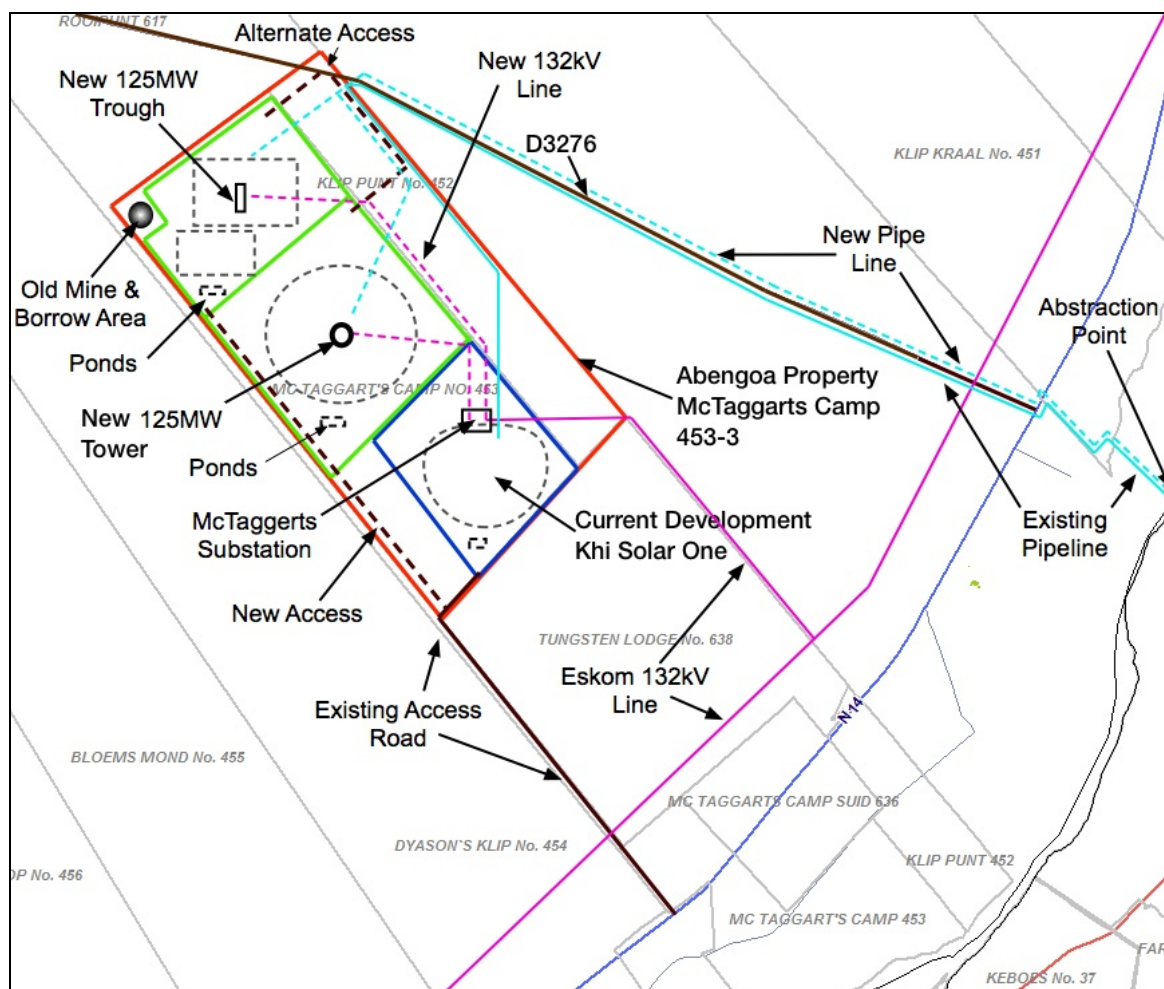 ROOIPUNT 617
Alternate Access
New 125MW
Trough
New 132kV
Line
D3276
KLIP KRAAL No. 451
KLIP PUNT No. 452
New Pipe
Line
Old Mine &
Borrow Area
Abstraction
Point
Ponds
Abengoa Property
McTaggarts Camp
453-3
MC TAGGART'S CAMP No. 453
New 125MW
Tower
Ponds
McTaggerts
Substation
Current Development
Khi Solar One
Existing
Pipeline
New Access
TUNGSTEN LODGE No. 638
Eskom 132kV
Line
Existing Access
Road
N14
BLOEMS MOND No. 455
MC TAGGARTS CAMP SUID 636
DYASON`S KLIP No. 454
KLIP PUNT 452
OP No. 456
MC TAGGART'S CAMP 453
FAR
KEBOES No. 37